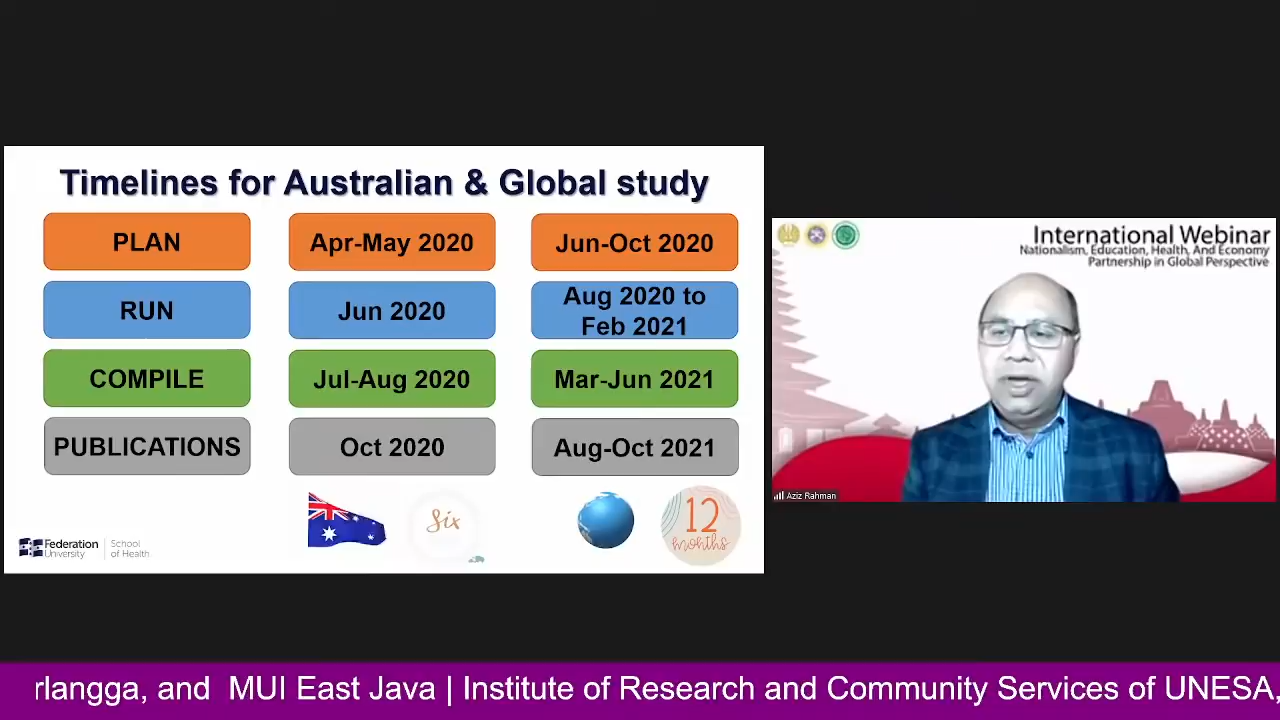 Timelines for Australian & Global study
PLAN
Apr-May 2020
Jun-Oct 2020
RUN
Jun 2020
Aug 2020 to
Feb 2021
COMPILE
Jul-Aug 2020
Mar-Jun 2021
PUBLICATIONS
Oct 2020
Aug-Oct 2021
Six
12
months
Federation
University
School
of Health
International Webinar
Nationalism, Education, Health, And Economy
Partnership in Global Perspective
Aziz Rahman
rlangga, and MUI East Java | Institute of Research and Community Services of UNESA,